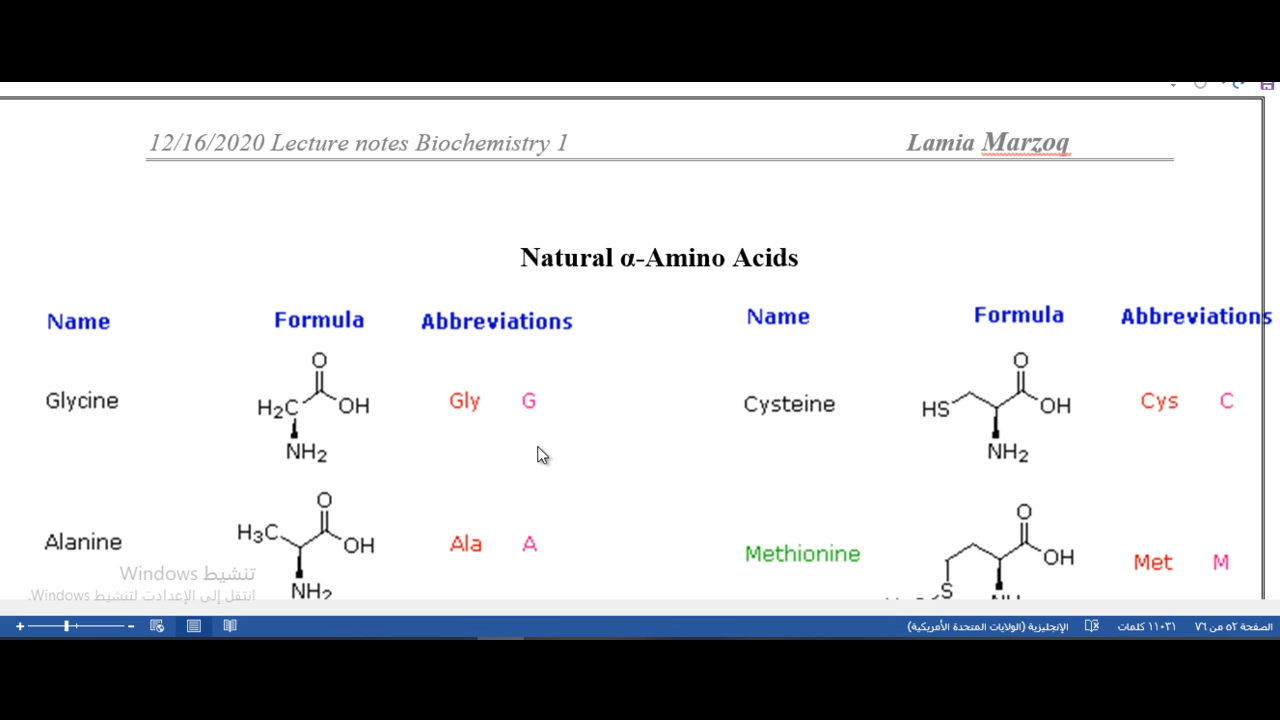 12/16/2020 Lecture notes Biochemistry 1 Lamia Marzoq
Natural α-Amino Acids
Name Formula Abbreviations Name Formula Abbreviations
Glycine H₂C O OH NH₂ Gly G Cysteine HS O OH NH₂ Cys C
Alanine H₃C O OH NH₂ Ala A Methionine O OH S Met M
تنشيط Windows
انتقل إلى الإعدادت لتنشيط Windows.
الصفحة ٥٢ من ٧٦ ١١٠٣١ كلمات الإنجليزية (الولايات المتحدة الأمريكية)